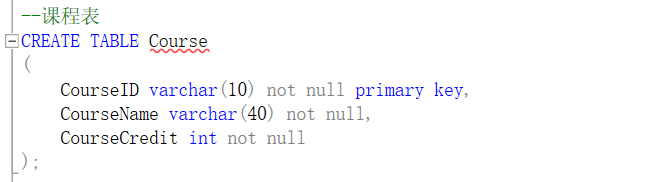 --课程表
CREATE TABLE Course
(
CourseID varchar(10) not null primary key,
CourseName varchar(40) not null,
CourseCredit int not null
);